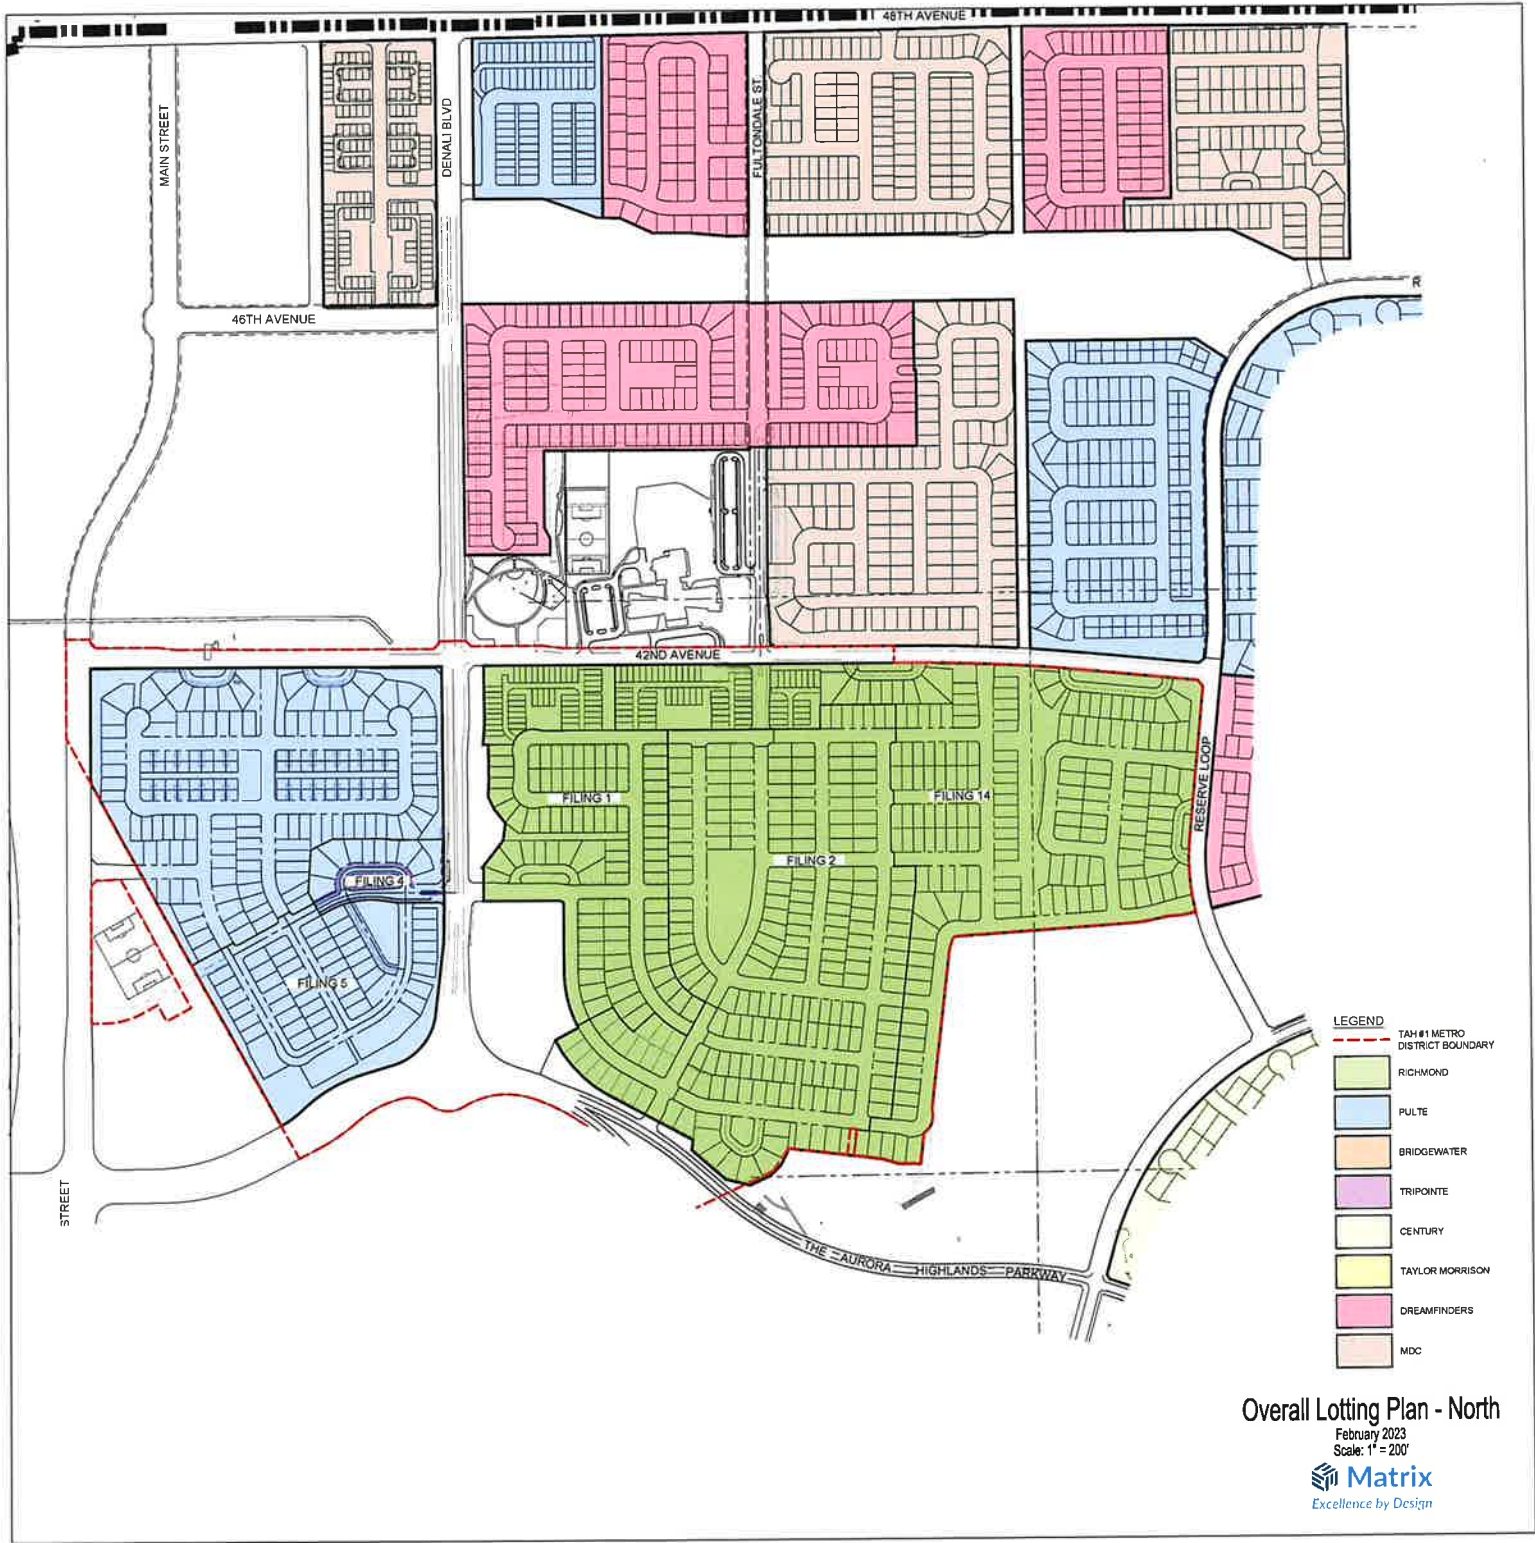 48TH AVENUE
MAIN STREET
DENALI BLVD
FULTONDALE ST.
R
46TH AVENUE
42ND AVENUE
RESERVE LOOP
FILING 1
FILING 14
FILING 2
FILING 4
FILING 5
STREET
THE AURORA HIGHLANDS PARKWAY
LEGEND
TAH #1 METRO
DISTRICT BOUNDARY
RICHMOND
PULTE
BRIDGEWATER
TRIPOINTE
CENTURY
TAYLOR MORRISON
DREAMFINDERS
MDC
Overall Lotting Plan - North
February 2023
Scale: 1" = 200'
Matrix
Excellence by Design